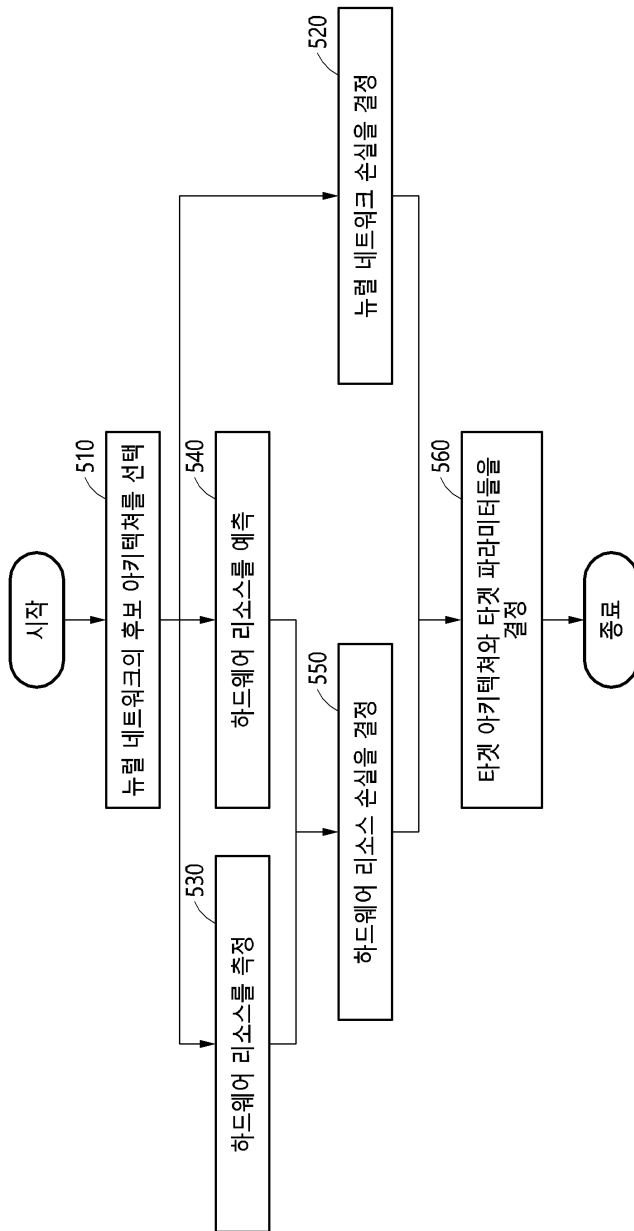 시작
510
뉴럴 네트워크의 후보 아키텍쳐를 선택
530
하드웨어 리소스를 측정
540
하드웨어 리소스를 예측
520
뉴럴 네트워크 손실을 결정
550
하드웨어 리소스 손실을 결정
560
타겟 아키텍쳐와 타겟 파라미터들을
결정
종료